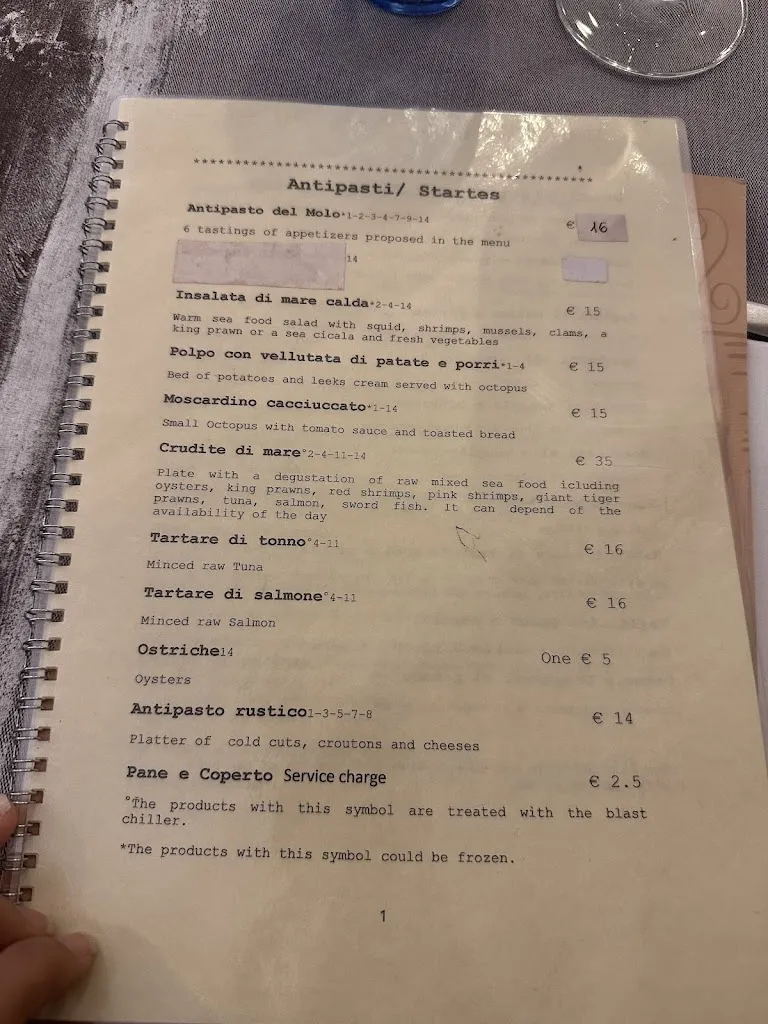 *************************************************
Antipasti/ Startes
Antipasto del Molo*1-2-3-4-7-9-14 € 16
6 tastings of appetizers proposed in the menu
14
Insalata di mare calda*2-4-14 € 15
Warm sea food salad with squid, shrimps, mussels, clams, a
king prawn or a sea cicala and fresh vegetables
Polpo con vellutata di patate e porri*1-4 € 15
Bed of potatoes and leeks cream served with octopus
Moscardino cacciuccato*1-14 € 15
Small Octopus with tomato sauce and toasted bread
Crudite di mare°2-4-11-14 € 35
Plate with a degustation of raw mixed sea food icluding
oysters, king prawns, red shrimps, pink shrimps, giant tiger
prawns, tuna, salmon, sword fish. It can depend of the
availability of the day
Tartare di tonno°4-11 € 16
Minced raw Tuna
Tartare di salmone°4-11 € 16
Minced raw Salmon
Ostriche14 One € 5
Oysters
Antipasto rustico1-3-5-7-8 € 14
Platter of cold cuts, croutons and cheeses
Pane e Coperto Service charge € 2.5
°The products with this symbol are treated with the blast
chiller.
*The products with this symbol could be frozen.
1